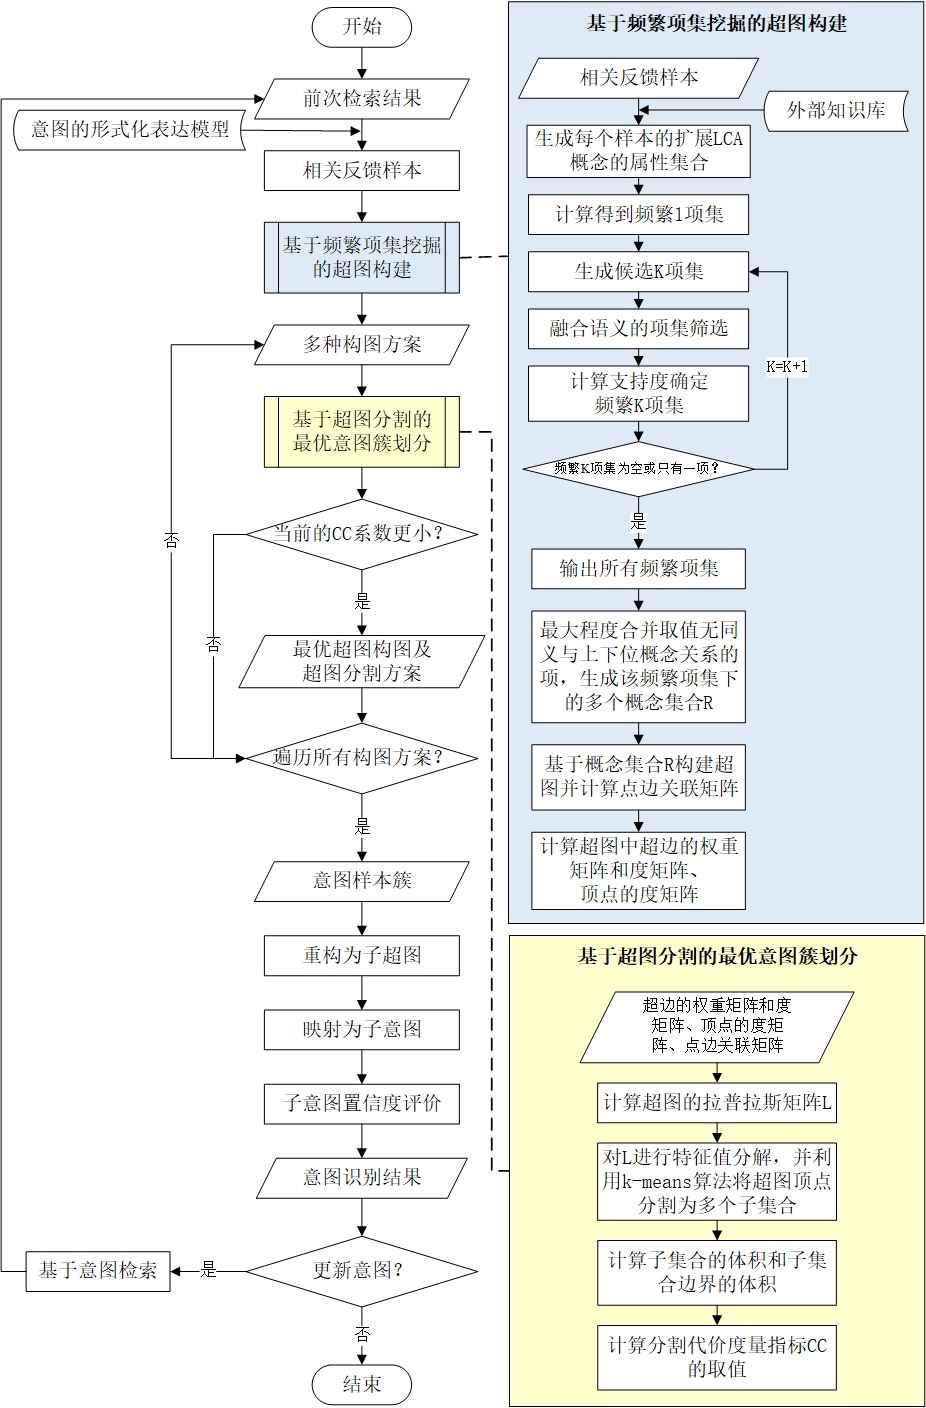 开始
前次检索结果
意图的形式化表达模型
相关反馈样本
基于频繁项集挖掘
的超图构建
多种构图方案
基于超图分割的
最优意图簇划分
当前的CC系数更小?
否
是
否
最优超图构图及
超图分割方案
遍历所有构图方案?
是
意图样本簇
重构为子超图
映射为子意图
子意图置信度评价
意图识别结果
更新意图?
是
基于意图检索
否
结束
基于频繁项集挖掘的超图构建
相关反馈样本
外部知识库
生成每个样本的扩展LCA
概念的属性集合
计算得到频繁1项集
生成候选K项集
融合语义的项集筛选
K=K+1
计算支持度确定
频繁K项集
频繁K项集为空或只有一项?
是
输出所有频繁项集
最大程度合并取值无同
义与上下位概念关系的
项，生成该频繁项集下
的多个概念集合R
基于概念集合R构建超
图并计算点边关联矩阵
计算超图中超边的权重
矩阵和度矩阵、
顶点的度矩阵
基于超图分割的最优意图簇划分
超边的权重矩阵和度
矩阵、顶点的度矩
阵、点边关联矩阵
计算超图的拉普拉斯矩阵L
对L进行特征值分解，并利
用k-means算法将超图顶点
分割为多个子集合
计算子集合的体积和子集
合边界的体积
计算分割代价度量指标CC
的取值